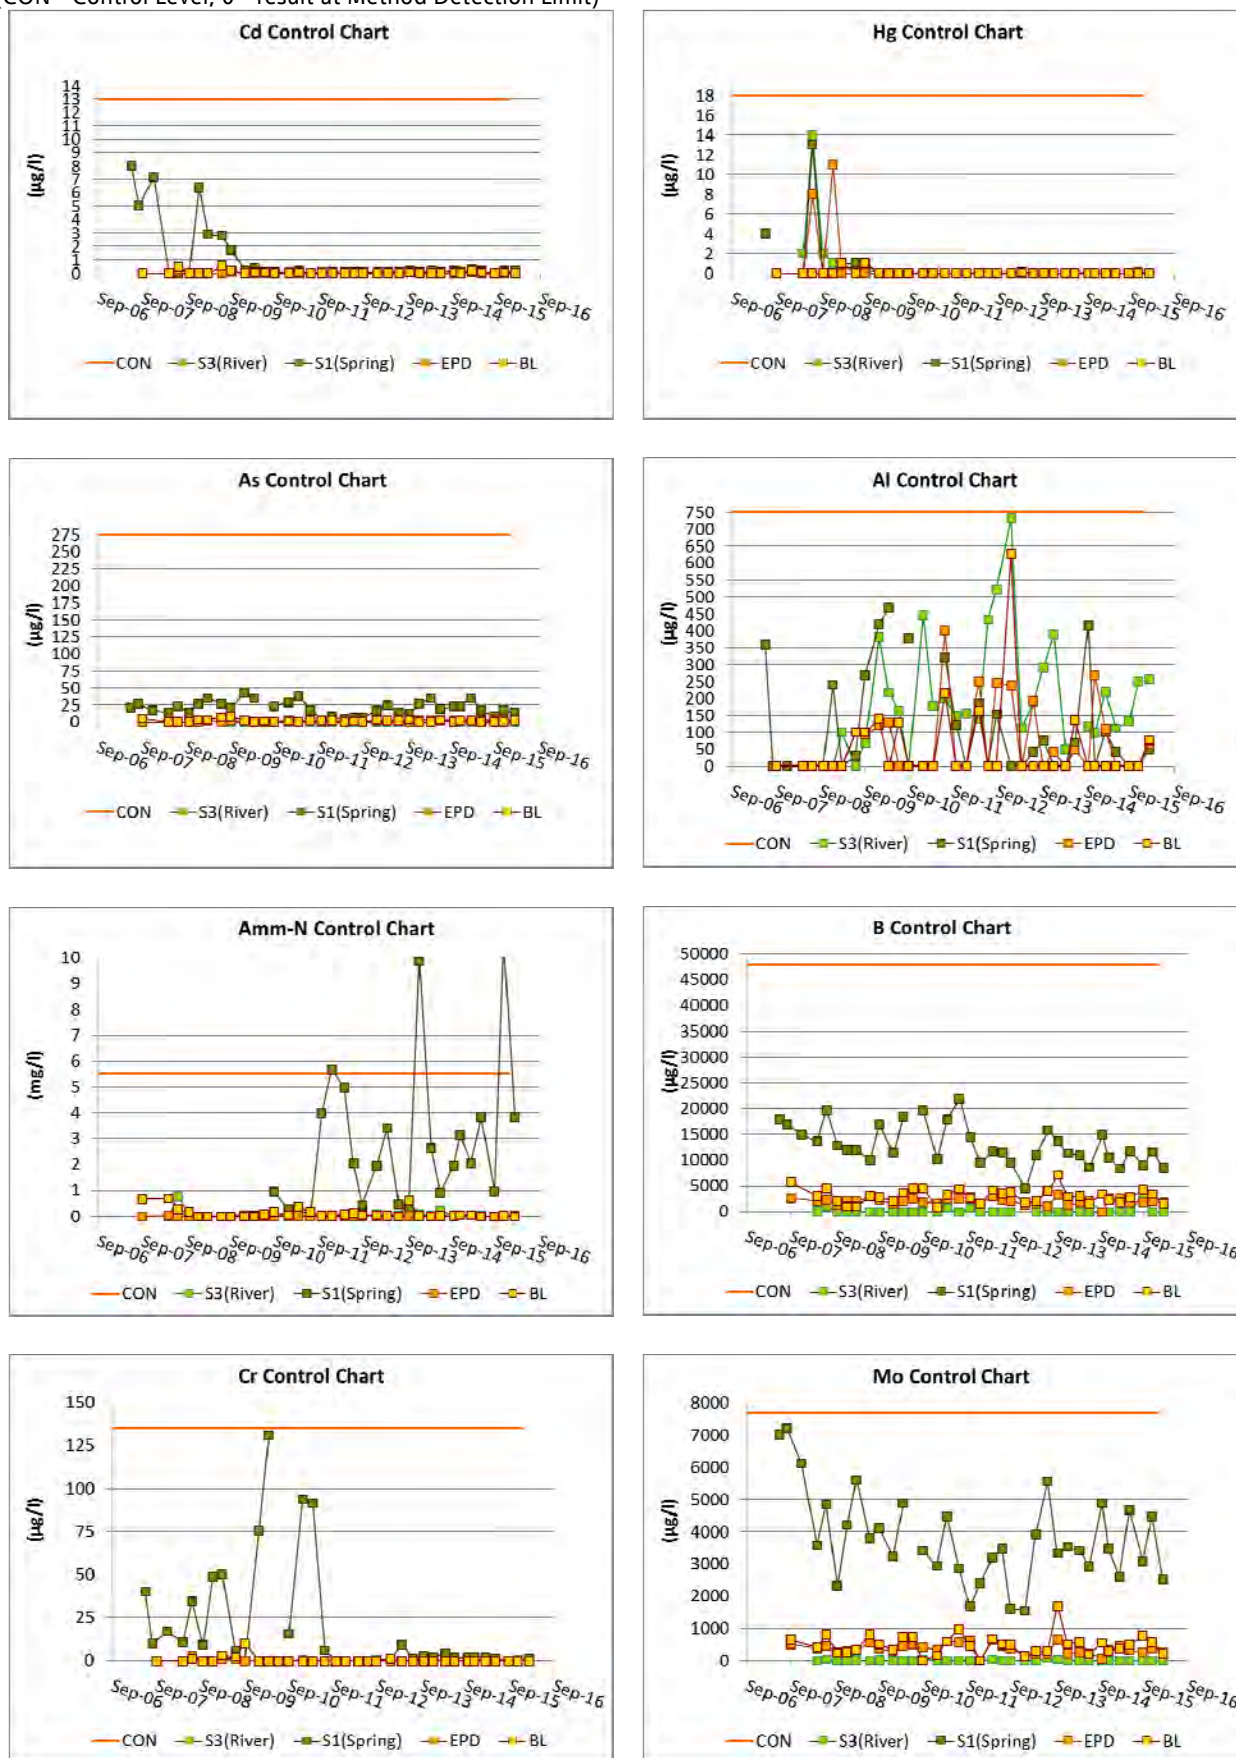 (CON - Control Level, 0 - result at Method Detection Limit)
Cd Control Chart
14
13
12
11
10
9
8
7
6
5
4
3
2
1
0
(µg/l)
Sep-06 Sep-07 Sep-08 Sep-09 Sep-10 Sep-11 Sep-12 Sep-13 Sep-14 Sep-15 Sep-16
CON S3(River) S1(Spring) EPD BL
Hg Control Chart
18
16
14
12
10
8
6
4
2
0
(µg/l)
Sep-06 Sep-07 Sep-08 Sep-09 Sep-10 Sep-11 Sep-12 Sep-13 Sep-14 Sep-15 Sep-16
CON S3(River) S1(Spring) EPD BL
As Control Chart
275
250
225
200
175
150
125
100
75
50
25
0
(µg/l)
Sep-06 Sep-07 Sep-08 Sep-09 Sep-10 Sep-11 Sep-12 Sep-13 Sep-14 Sep-15 Sep-16
CON S3(River) S1(Spring) EPD BL
Al Control Chart
750
700
650
600
550
500
450
400
350
300
250
200
150
100
50
0
(µg/l)
Sep-06 Sep-07 Sep-08 Sep-09 Sep-10 Sep-11 Sep-12 Sep-13 Sep-14 Sep-15 Sep-16
CON S3(River) S1(Spring) EPD BL
Amm-N Control Chart
10
9
8
7
6
5
4
3
2
1
0
(mg/l)
Sep-06 Sep-07 Sep-08 Sep-09 Sep-10 Sep-11 Sep-12 Sep-13 Sep-14 Sep-15 Sep-16
CON S3(River) S1(Spring) EPD BL
B Control Chart
50000
45000
40000
35000
30000
25000
20000
15000
10000
5000
0
(µg/l)
Sep-06 Sep-07 Sep-08 Sep-09 Sep-10 Sep-11 Sep-12 Sep-13 Sep-14 Sep-15 Sep-16
CON S3(River) S1(Spring) EPD BL
Cr Control Chart
150
125
100
75
50
25
0
(µg/l)
Sep-06 Sep-07 Sep-08 Sep-09 Sep-10 Sep-11 Sep-12 Sep-13 Sep-14 Sep-15 Sep-16
CON S3(River) S1(Spring) EPD BL
Mo Control Chart
8000
7000
6000
5000
4000
3000
2000
1000
0
(µg/l)
Sep-06 Sep-07 Sep-08 Sep-09 Sep-10 Sep-11 Sep-12 Sep-13 Sep-14 Sep-15 Sep-16
CON S3(River) S1(Spring) EPD BL